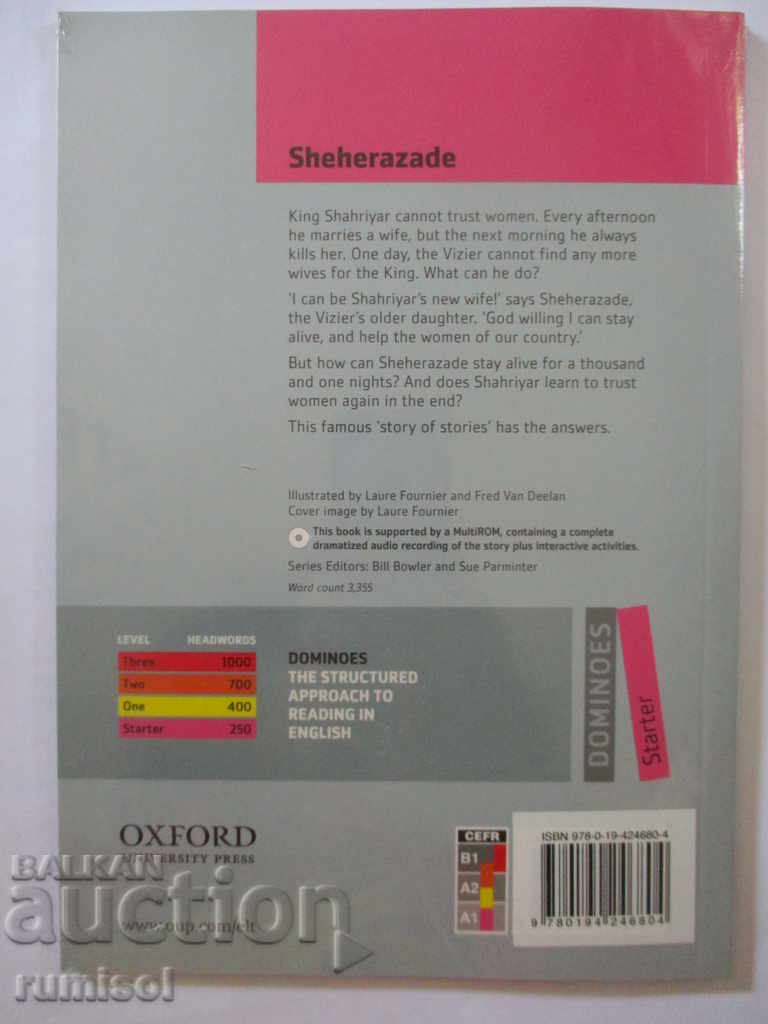 Sheherazade
King Shahriyar cannot trust women. Every afternoon
he marries a wife, but the next morning he always
kills her. One day, the Vizier cannot find any more
wives for the King. What can he do?
'I can be Shahriyar's new wife!' says Sheherazade,
the Vizier's older daughter. 'God willing I can stay
alive, and help the women of our country.'
But how can Sheherazade stay alive for a thousand
and one nights? And does Shahriyar learn to trust
women again in the end?
This famous 'story of stories' has the answers.
Illustrated by Laure Fournier and Fred Van Deelan
Cover image by Laure Fournier
This book is supported by a MultiROM, containing a complete
dramatized audio recording of the story plus interactive activities.
Series Editors: Bill Bowler and Sue Parminter
Word count 3,355
LEVEL HEADWORDS
Three 1000
Two 700
One 400
Starter 250
DOMINOES
THE STRUCTURED
APPROACH TO
READING IN
ENGLISH
DOMINOES
Starter
OXFORD
UNIVERSITY PRESS
www.oup.com/elt
CEFR
B1
A2
A1
ISBN 978-0-19-424680-4
9 780194 246804
BALKAN
auction
rumisol